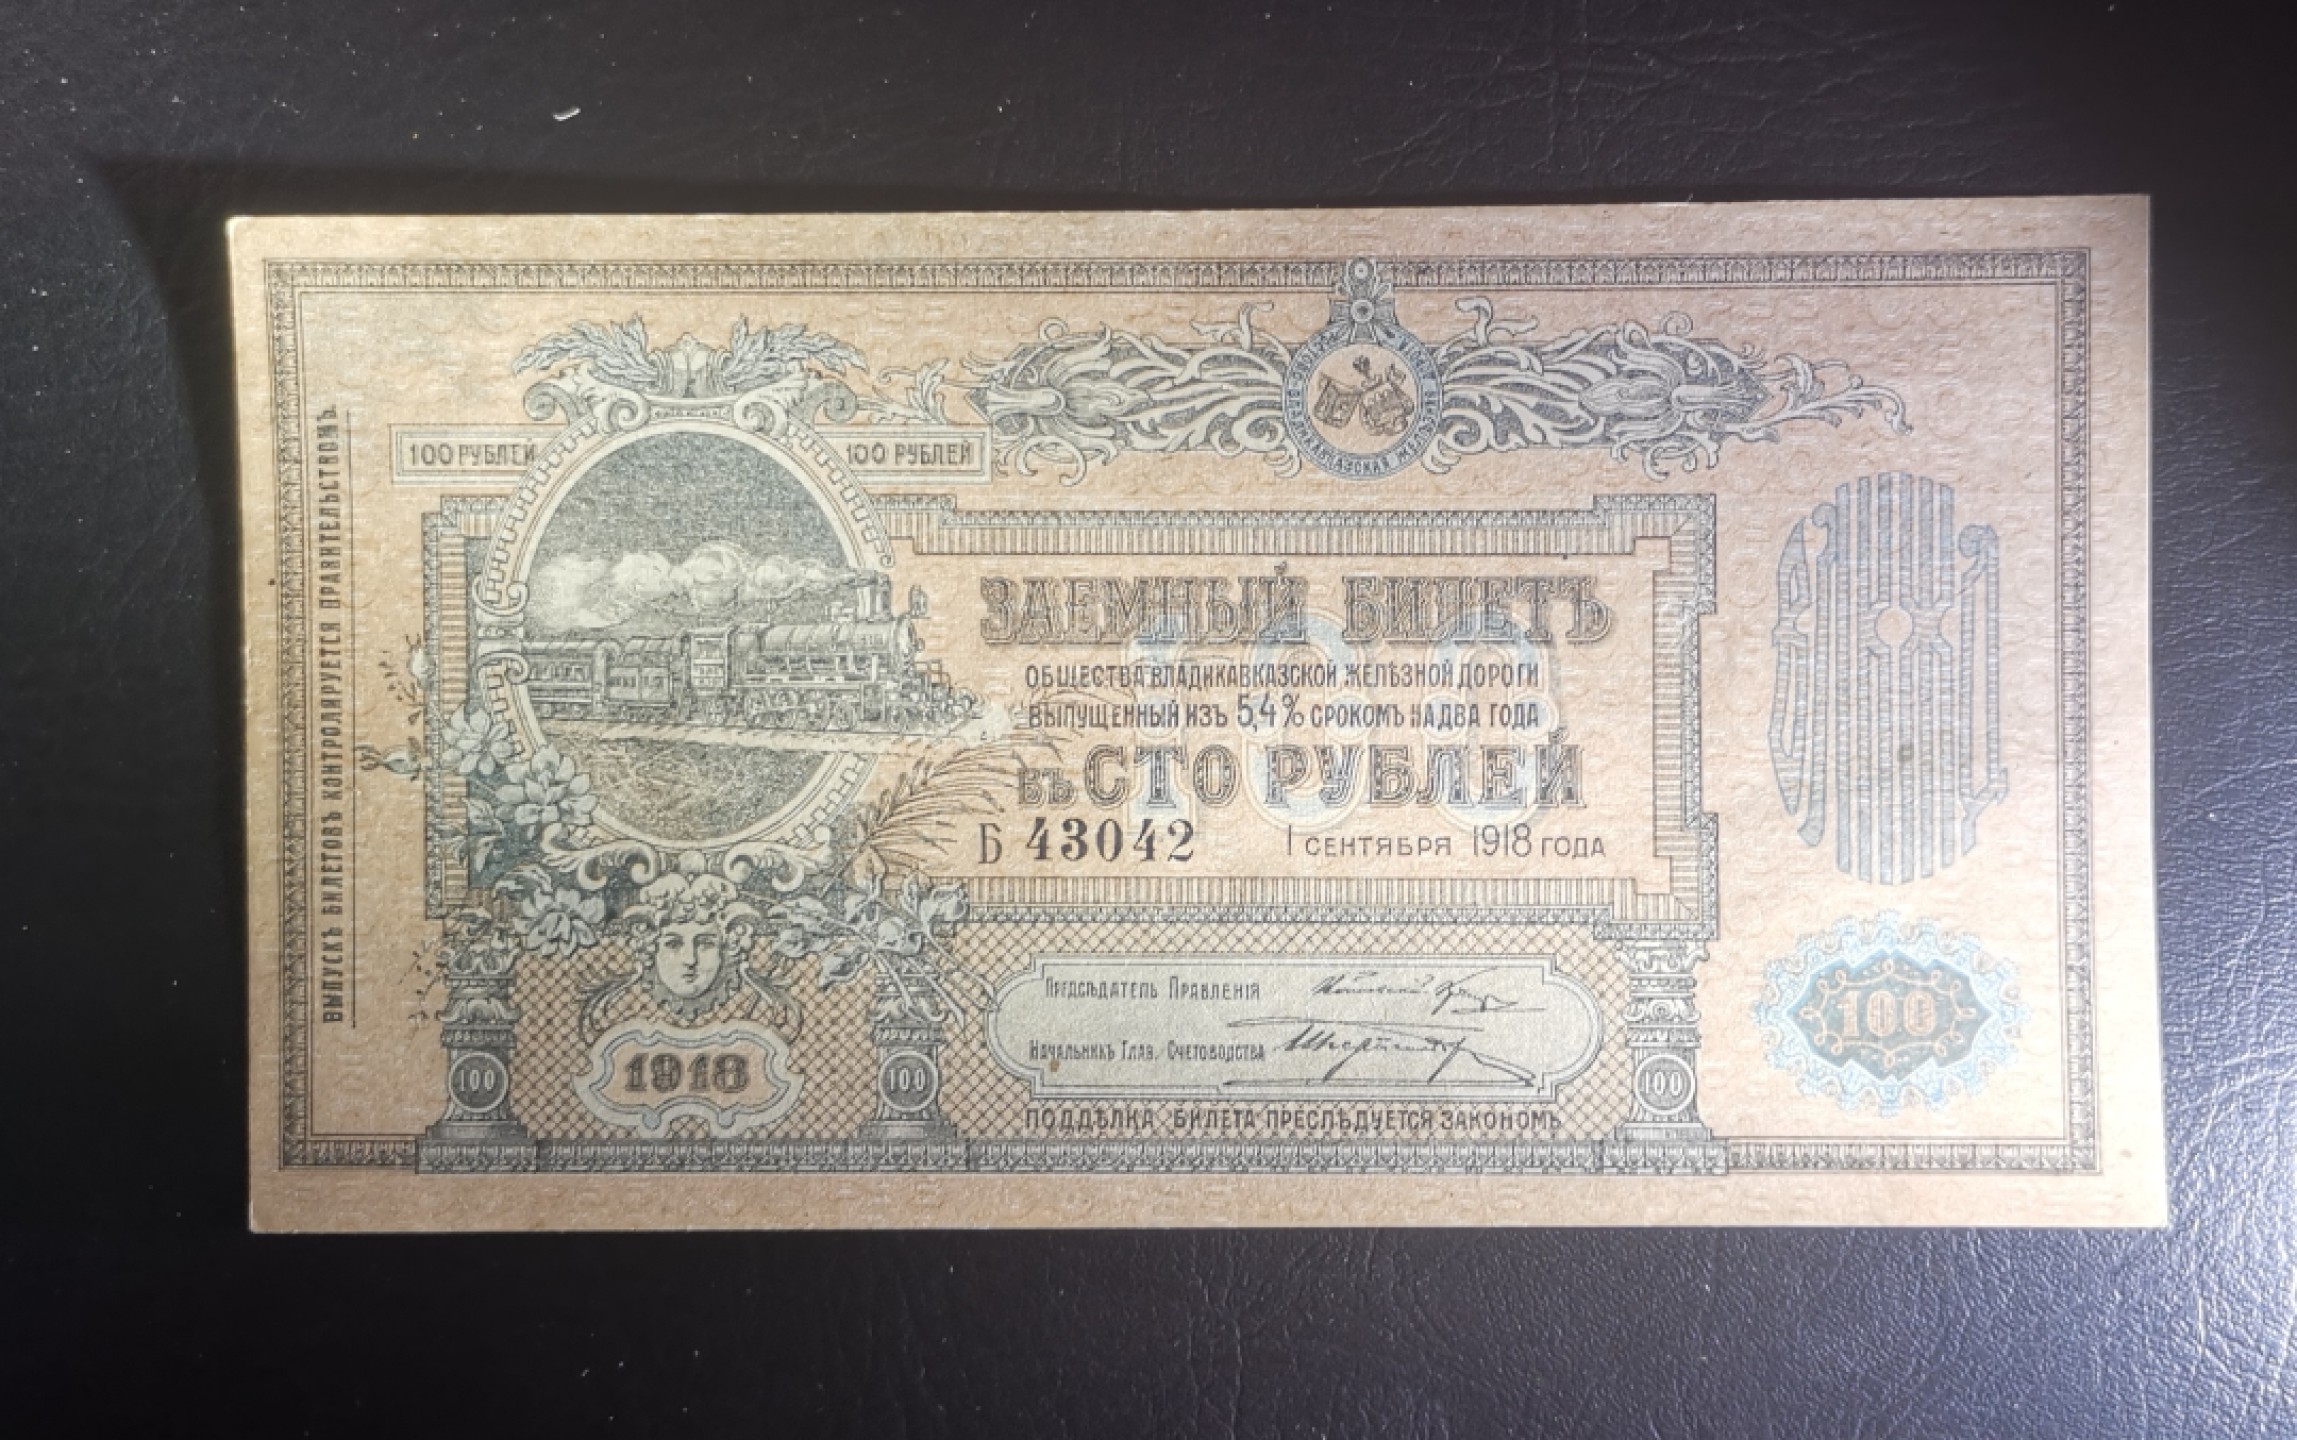 ВЫПУСКЪ БИЛЕТОВЪ КОНТРОЛИРУЕТСЯ ПРАВИТЕЛЬСТВОМЪ.
100 РУБЛЕЙ
100 РУБЛЕЙ
ЗАЕМНЫЙ БИЛЕТЪ
ОБЩЕСТВА ВЛАДИКАВКАЗСКОЙ ЖЕЛѢЗНОЙ ДОРОГИ
ВЫПУЩЕННЫЙ ИЗЪ 5,4% СРОКОМЪ НА ДВА ГОДА
100
ВЪ СТО РУБЛЕЙ
Б 43042
1 СЕНТЯБРЯ 1918 ГОДА
ПРЕДСѢДАТЕЛЬ ПРАВЛЕНІЯ
НАЧАЛЬНИКЪ ГЛАВ. СЧЕТОВОДСТВА
1918
100
100
100
100
ПОДДѢЛКА БИЛЕТА ПРЕСЛѢДУЕТСЯ ЗАКОНОМЪ